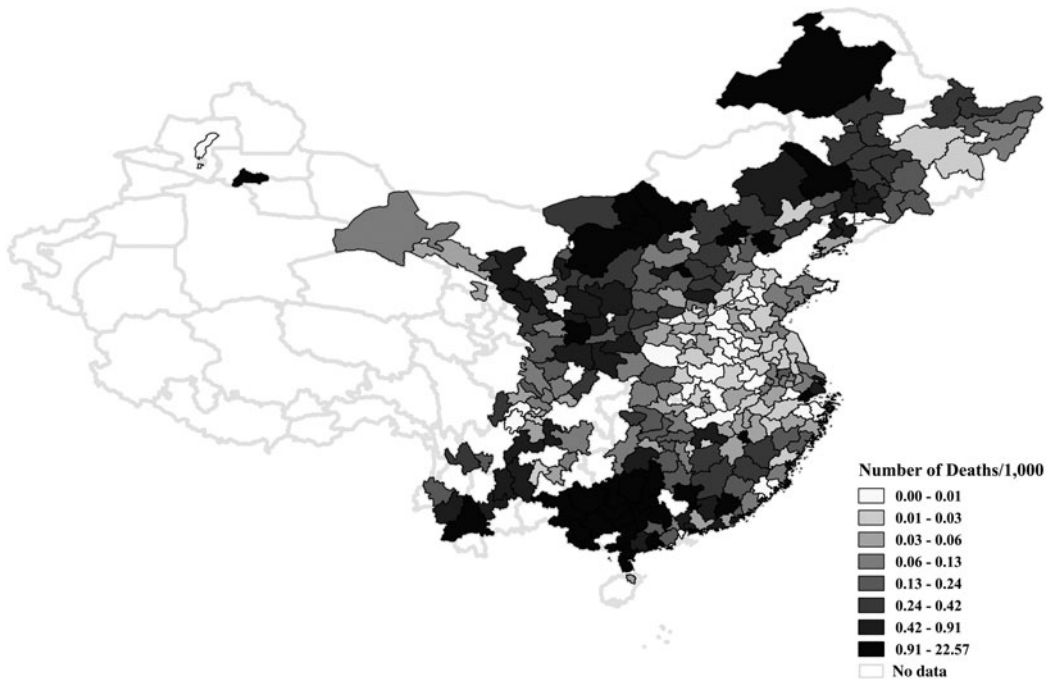 Number of Deaths/1,000
0.00 - 0.01
0.01 - 0.03
0.03 - 0.06
0.06 - 0.13
0.13 - 0.24
0.24 - 0.42
0.42 - 0.91
0.91 - 22.57
No data